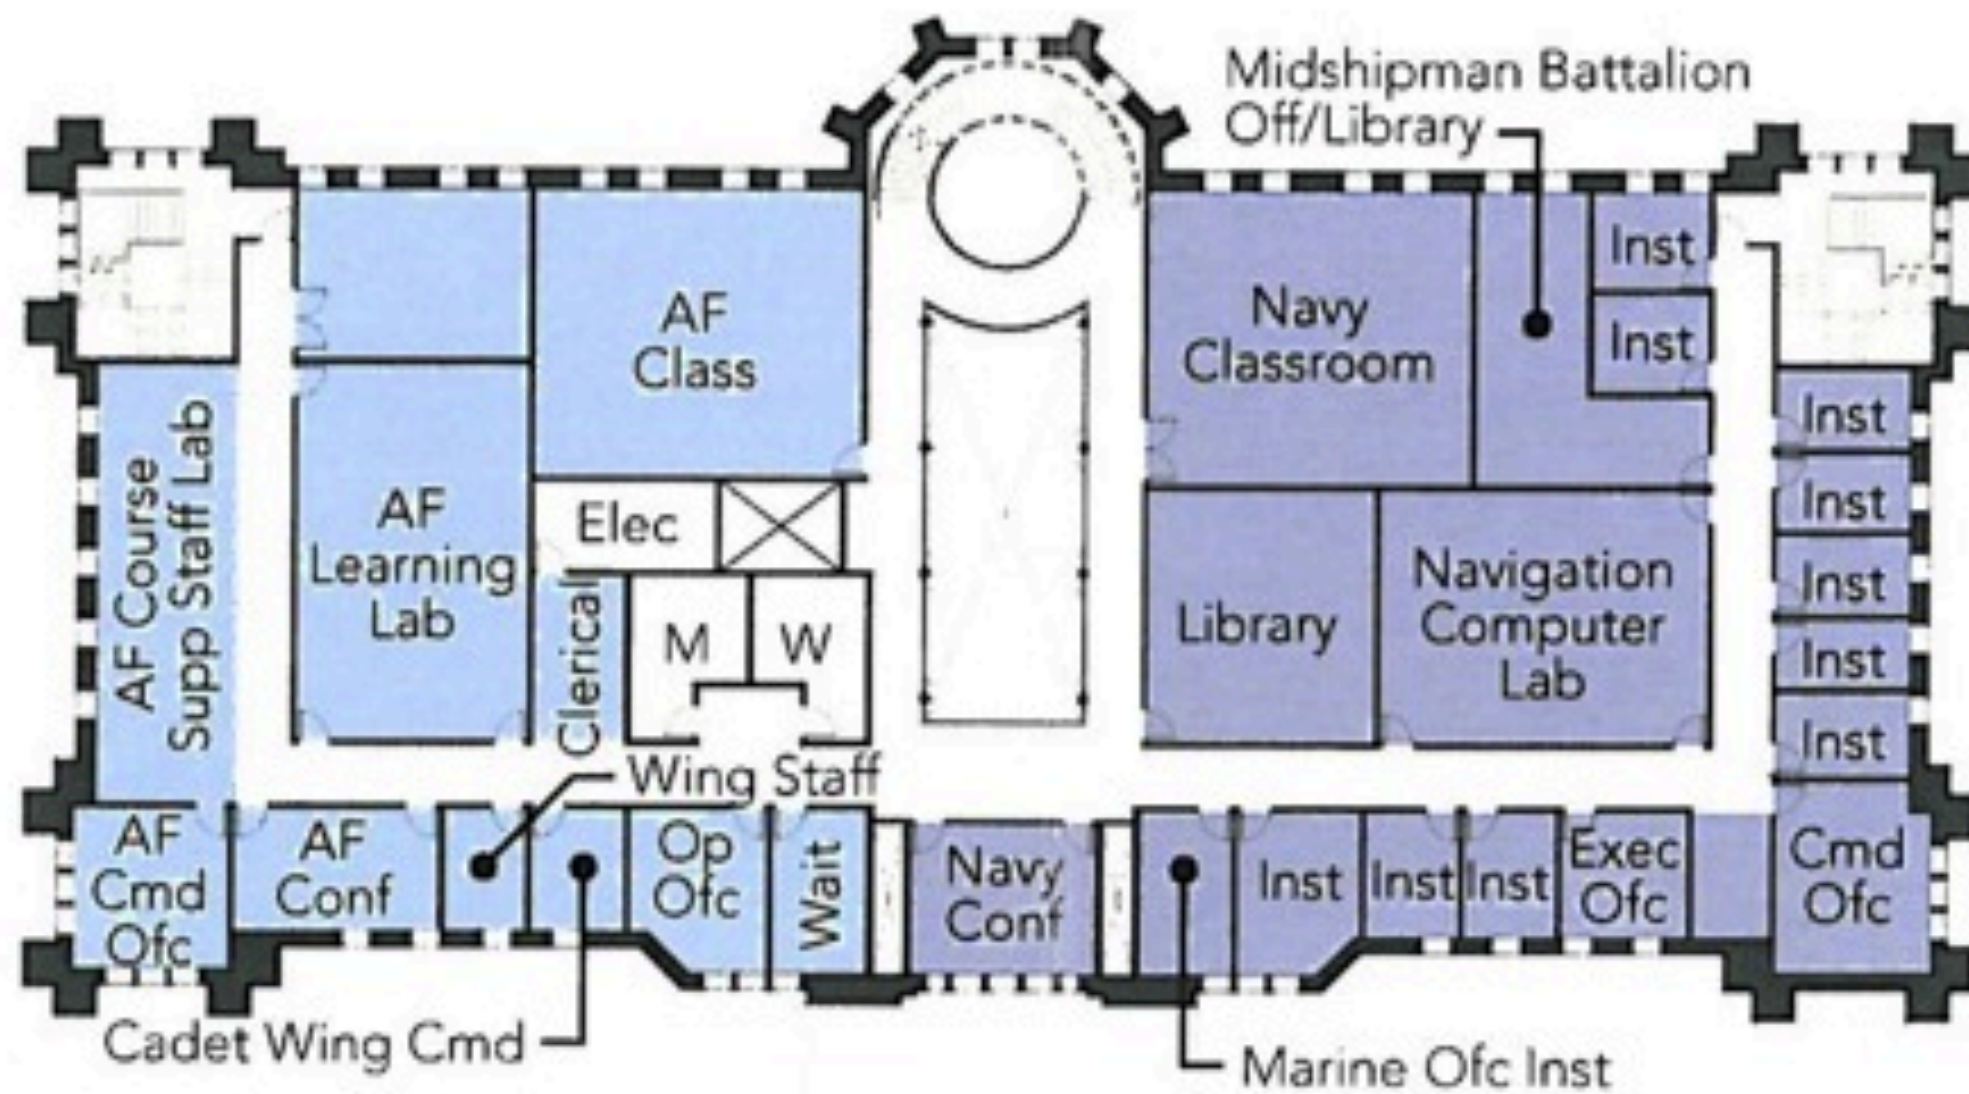 Midshipman Battalion
Off/Library
Inst
Inst
AF
Class
Navy
Classroom
Inst
Inst
Inst
Inst
Inst
AF Course
Supp Staff Lab
AF
Learning
Lab
Elec
Clerical
M
W
Library
Navigation
Computer
Lab
Wing Staff
AF
Cmd
Ofc
AF
Conf
Op
Ofc
Wait
Navy
Conf
Inst
Inst
Inst
Exec
Ofc
Cmd
Ofc
Cadet Wing Cmd
Marine Ofc Inst